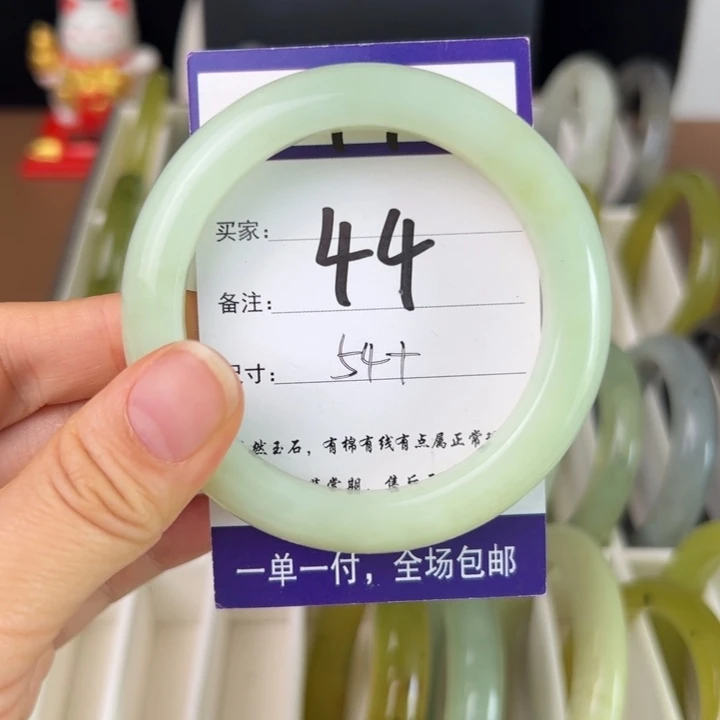 买家：
44
备注：
尺寸：54+
然玉石，有棉有线有点属正常
一单一付，全场包邮